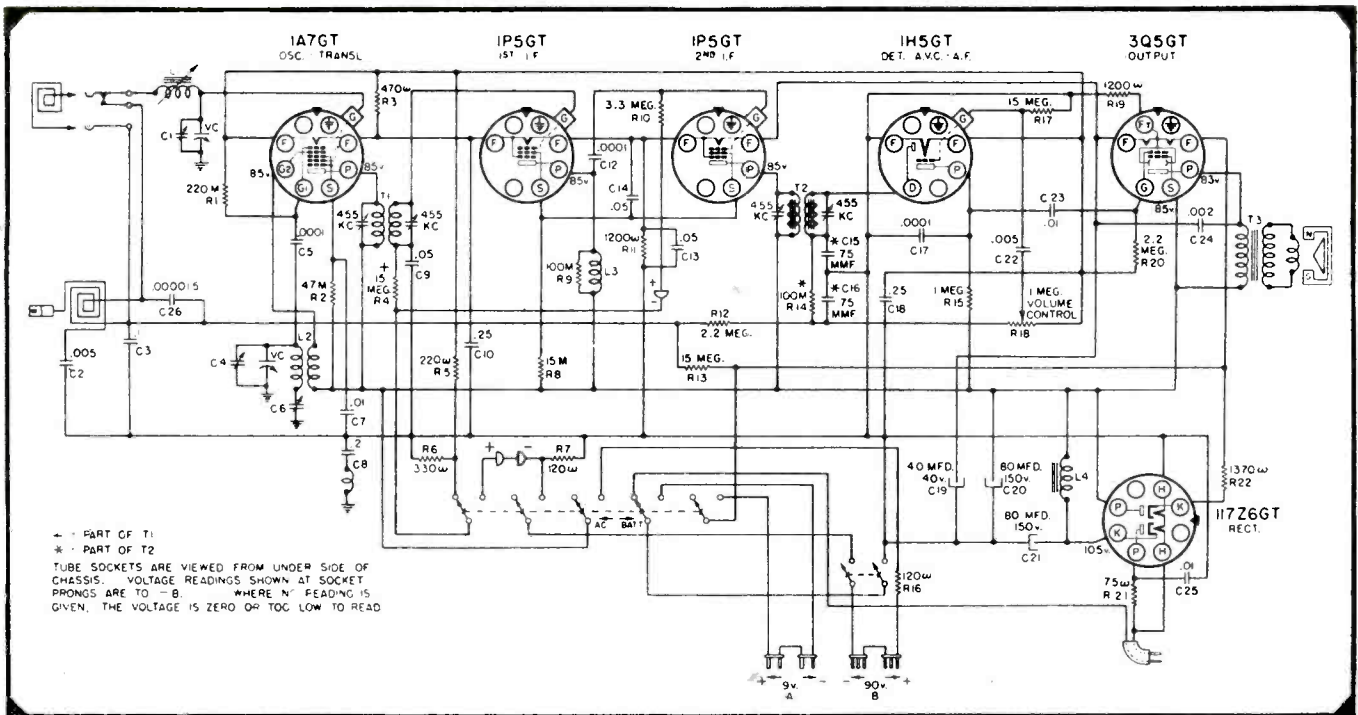 1A7GT
OSC. - TRANSL.
1P5GT
1ST I.F
1P5GT
2ND I.F
1H5GT
DET. A.V.C. - A.F.
3Q5GT
OUTPUT
C1
VC
470ω
R3
G
F
F
G2
P
G1
S
85v
85v
220 M
R1
.0001
C5
T1
455
KC
455
KC
.05
C9
+
15
MEG.
R4
47 M
R2
G
F
F
P
S
85v
3.3 MEG.
R10
.0001
C12
C14
.05
1200ω
R11
.05
C13
100M
R9
L3
+
-
G
F
F
P
S
85v
T2
455
KC
455
KC
* C15
75
MMF
* C16
75
MMF
*
100M
R14
G
F
F
D
P
15 MEG.
R17
.0001
C17
.25
C18
1 MEG
R15
.005
C22
C23
.01
1 MEG.
VOLUME
CONTROL
R18
1200ω
R19
FT
F
F
P
G
S
83v
85v
2.2
MEG.
R20
.002
C24
T3
.000015
C26
.005
C2
C3
C4
VC
L2
C6
.01
C7
.2
C8
220ω
R5
.25
C10
15 M
R8
R12
2.2 MEG.
15 MEG.
R13
R6
330ω
+
-
R7
120ω
AC
BATT
40 MFD.
40v.
C19
80 MFD.
150v.
C20
L4
80 MFD.
150v.
C21
120ω
R16
H
P
K
K
P
H
105v.
1370ω
R22
117Z6GT
RECT.
75ω
R21
.01
C25
+ · PART OF T1
* · PART OF T2
TUBE SOCKETS ARE VIEWED FROM UNDER SIDE OF
CHASSIS. VOLTAGE READINGS SHOWN AT SOCKET
PRONGS ARE TO -B. WHERE N' READING IS
GIVEN, THE VOLTAGE IS ZERO OR TOO LOW TO READ
+ 9v. -
A
- 90v. +
B